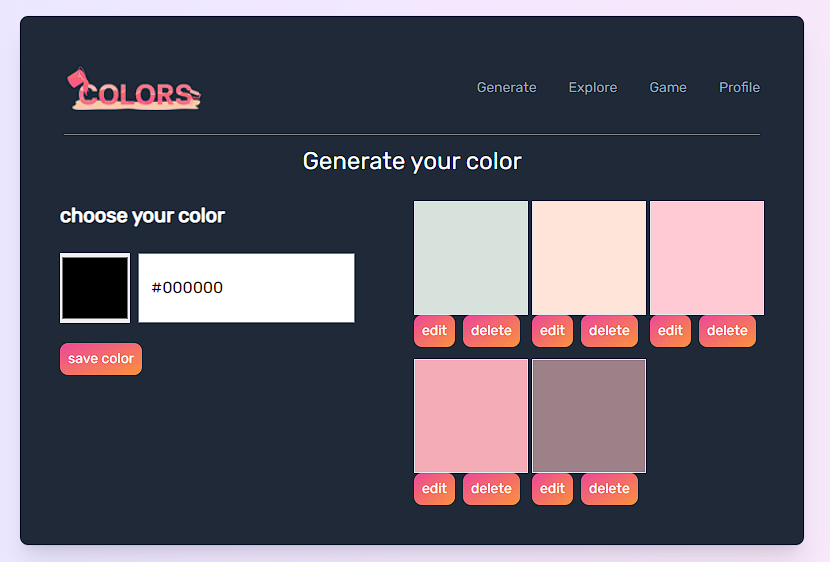 COLORS
Generate Explore Game Profile
Generate your color
choose your color
#000000
save color
edit delete edit delete edit delete
edit delete edit delete